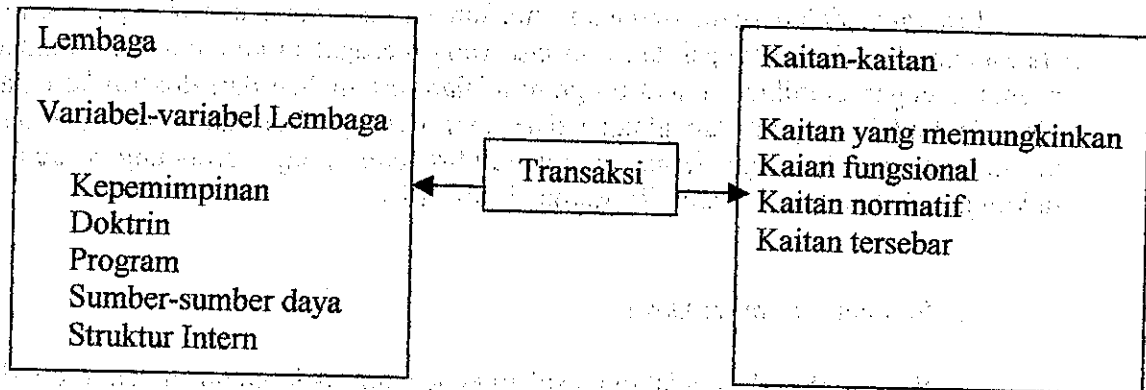 Lembaga
Variabel-variabel Lembaga
Kepemimpinan
Doktrin
Program
Sumber-sumber daya
Struktur Intern
Transaksi
Kaitan-kaitan
Kaitan yang memungkinkan
Kaian fungsional
Kaitan normatif
Kaitan tersebar